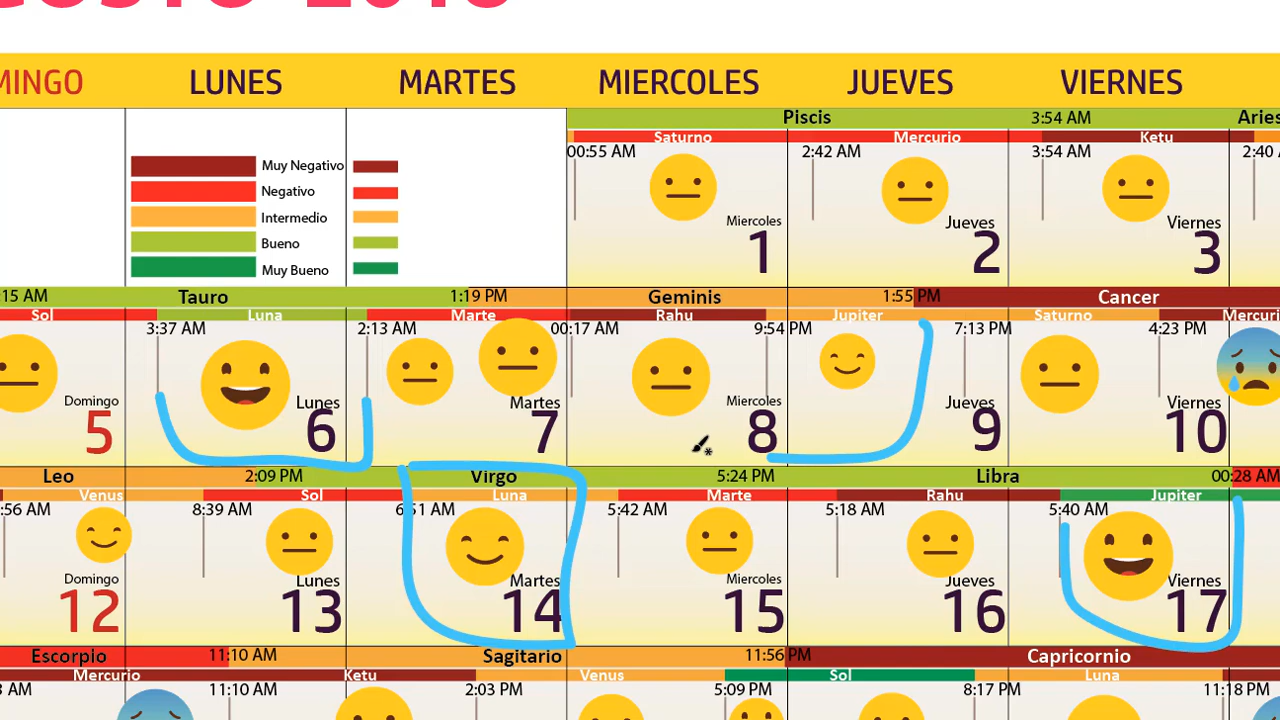 MINGO LUNES MARTES MIERCOLES JUEVES VIERNES
Piscis 3:54 AM Aries
Saturno Mercurio Ketu
00:55 AM 2:42 AM 3:54 AM 2:40
Muy Negativo
Negativo
Intermedio
Bueno
Muy Bueno
Miercoles Jueves Viernes
1 2 3
15 AM Tauro 1:19 PM Geminis 1:55 PM Cancer
Sol Luna Marte Rahu Jupiter Saturno Mercuri
3:37 AM 2:13 AM 00:17 AM 9:54 PM 7:13 PM 4:23 PM
Domingo Lunes Martes Miercoles Jueves Viernes
5 6 7 8 9 10
Leo 2:09 PM Virgo 5:24 PM Libra 00:28 AM
Venus Sol Luna Marte Rahu Jupiter
:56 AM 8:39 AM 6:51 AM 5:42 AM 5:18 AM 5:40 AM
Domingo Lunes Martes Miercoles Jueves Viernes
12 13 14 15 16 17
Escorpio 11:10 AM Sagitario 11:56 PM Capricornio
Mercurio Ketu Venus Sol Luna
AM 11:10 AM 2:03 PM 5:09 PM 8:17 PM 11:18 PM